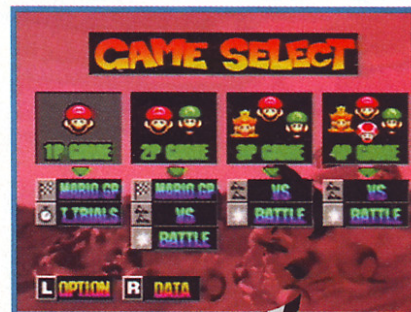 GAME SELECT
1P GAME 2P GAME 3P GAME 4P GAME
MARIO GP MARIO GP VS VS
T.TRIALS VS BATTLE BATTLE
BATTLE
L OPTION R DATA